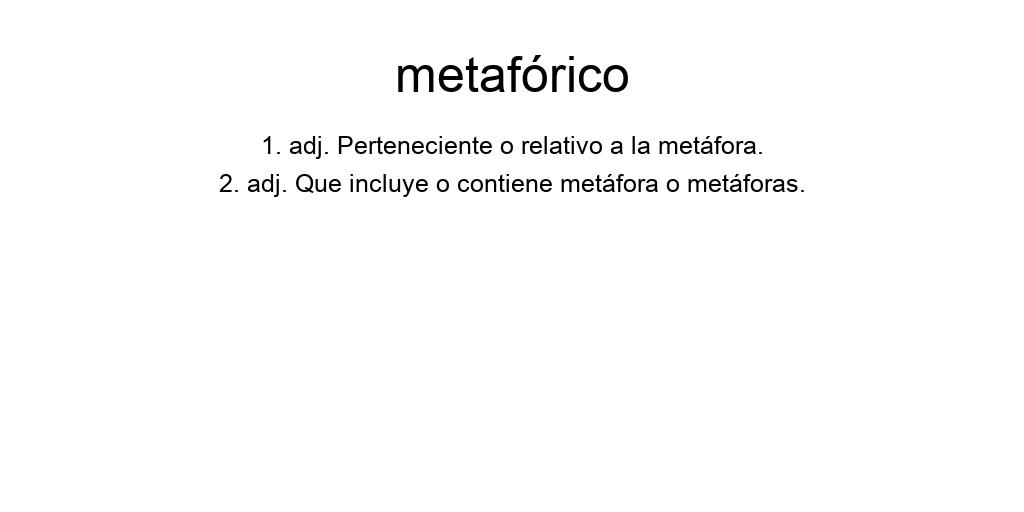 metafórico
1. adj. Perteneciente o relativo a la metáfora.
2. adj. Que incluye o contiene metáfora o metáforas.